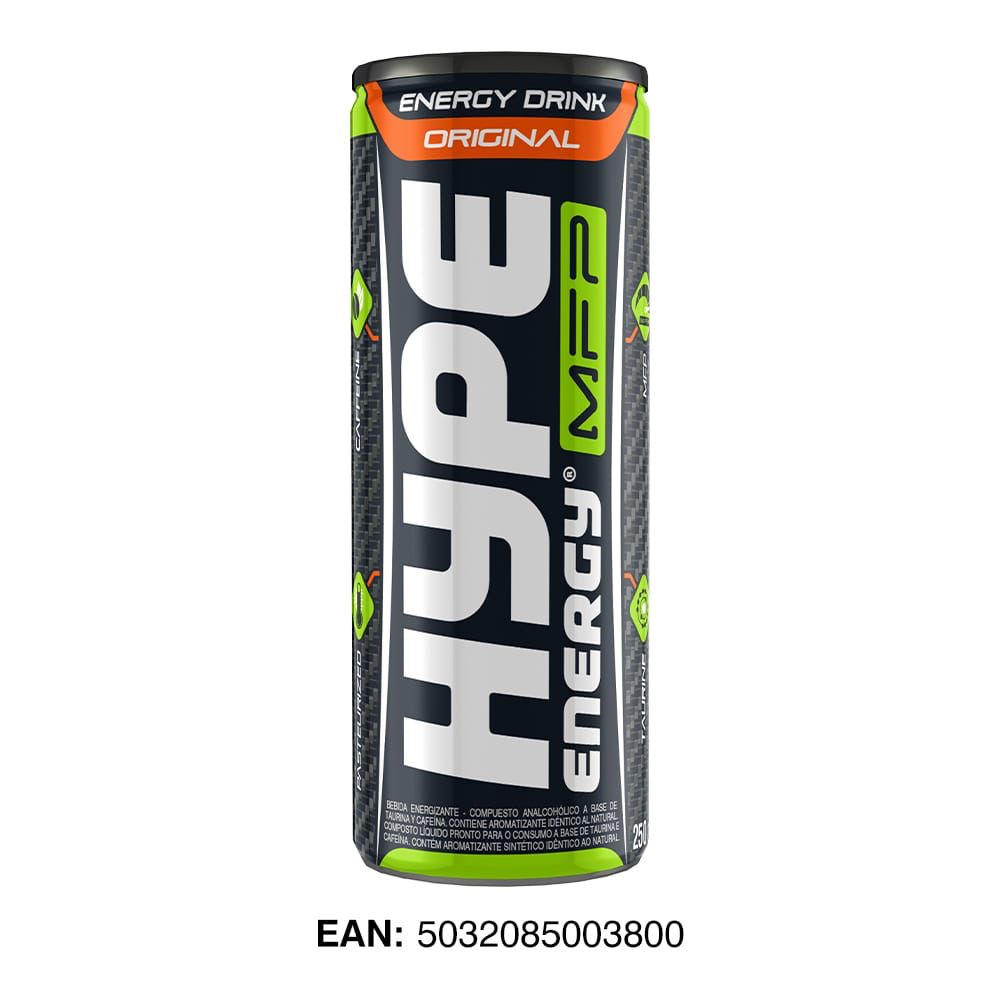 ENERGY DRINK
ORIGINAL
HYPE
ENERGY®
MFP
CAFFEINE
PASTEURIZED
MFP
TAURINE
BEBIDA ENERGIZANTE - COMPUESTO ANALCOHÓLICO A BASE DE
TAURINA Y CAFEÍNA. CONTIENE AROMATIZANTE IDÉNTICO AL NATURAL.
COMPOSTO LÍQUIDO PRONTO PARA O CONSUMO A BASE DE TAURINA E
CAFEÍNA. CONTÉM AROMATIZANTE SINTÉTICO IDÊNTICO AO NATURAL.
EAN: 5032085003800